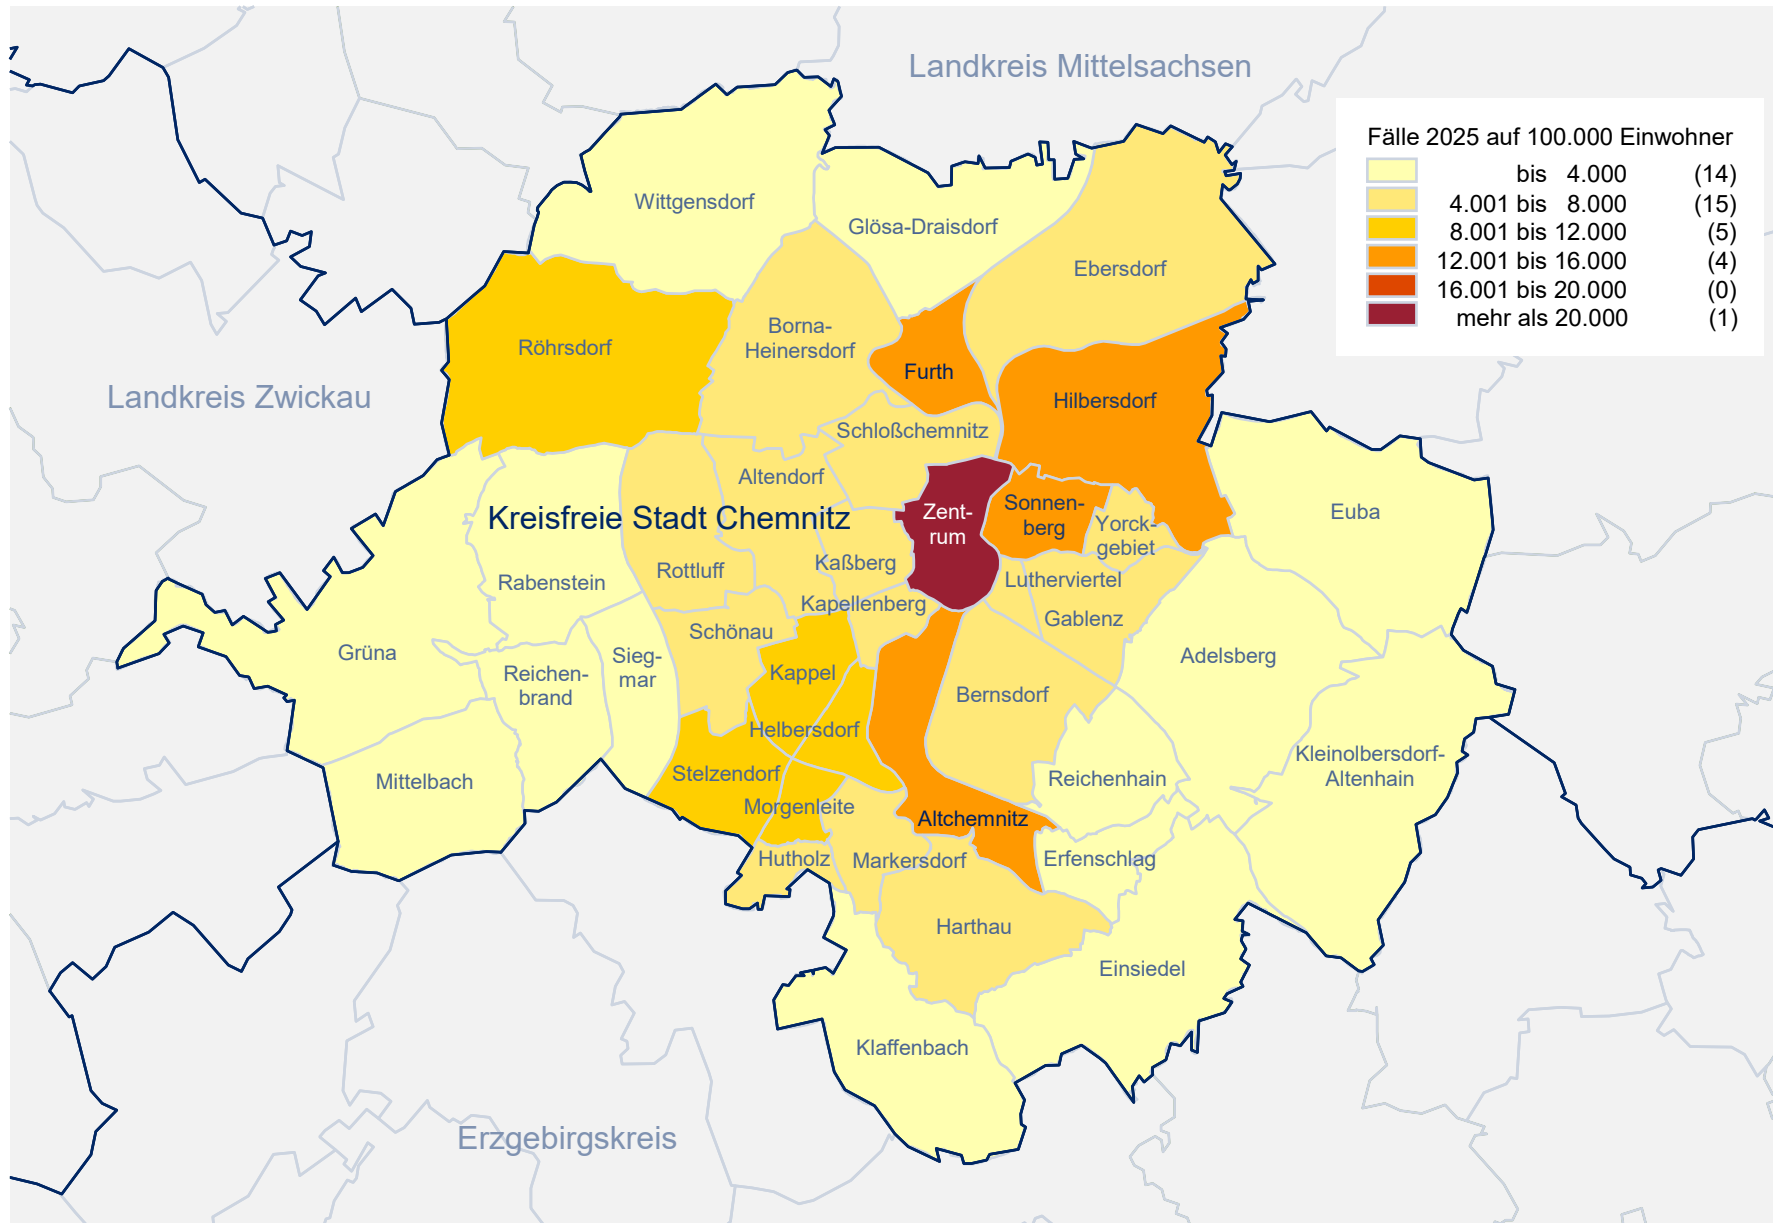 Landkreis Mittelsachsen
Fälle 2025 auf 100.000 Einwohner
bis 4.000 (14)
4.001 bis 8.000 (15)
8.001 bis 12.000 (5)
12.001 bis 16.000 (4)
16.001 bis 20.000 (0)
mehr als 20.000 (1)
Wittgensdorf
Glösa-Draisdorf
Ebersdorf
Borna-
Heinersdorf
Röhrsdorf
Furth
Landkreis Zwickau
Hilbersdorf
Schloßchemnitz
Altendorf
Kreisfreie Stadt Chemnitz
Zent-
rum
Sonnen-
berg
Yorck-
gebiet
Euba
Kaßberg
Rottluff
Rabenstein
Lutherviertel
Kapellenberg
Gablenz
Schönau
Grüna
Sieg-
mar
Adelsberg
Reichen-
brand
Kappel
Bernsdorf
Helbersdorf
Kleinolbersdorf-
Altenhain
Stelzendorf
Mittelbach
Reichenhain
Morgenleite
Altchemnitz
Hutholz
Markersdorf
Erfenschlag
Harthau
Einsiedel
Klaffenbach
Erzgebirgskreis